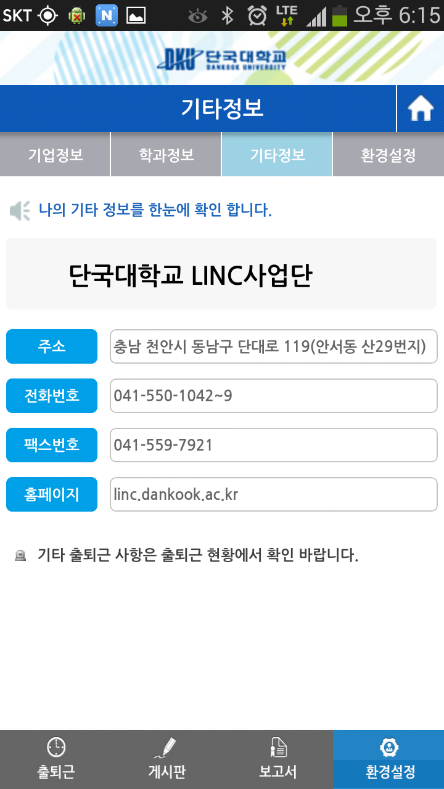 SKT N LTE 오후 6:15
DKU 단국대학교
DANKOOK UNIVERSITY
기타정보
기업정보 학과정보 기타정보 환경설정
나의 기타 정보를 한눈에 확인 합니다.
단국대학교 LINC사업단
주소 충남 천안시 동남구 단대로 119(안서동 산29번지)
전화번호 041-550-1042~9
팩스번호 041-559-7921
홈페이지 linc.dankook.ac.kr
기타 출퇴근 사항은 출퇴근 현황에서 확인 바랍니다.
출퇴근 게시판 보고서 환경설정